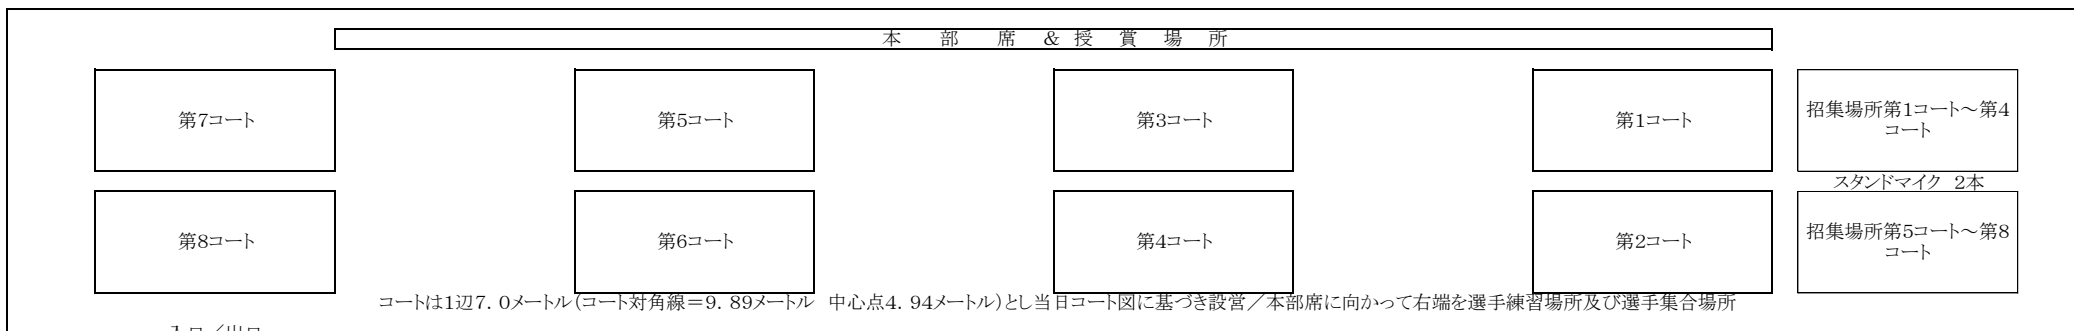 本 部 席 ＆ 授 賞 場 所
第7コート
第5コート
第3コート
第1コート
招集場所第1コート～第4
コート
スタンドマイク 2本
第8コート
第6コート
第4コート
第2コート
招集場所第5コート～第8
コート
コートは1辺7.0メートル（コート対角線＝9.89メートル 中心点4.94メートル）とし当日コート図に基づき設営／本部席に向かって右端を選手練習場所及び選手集合場所